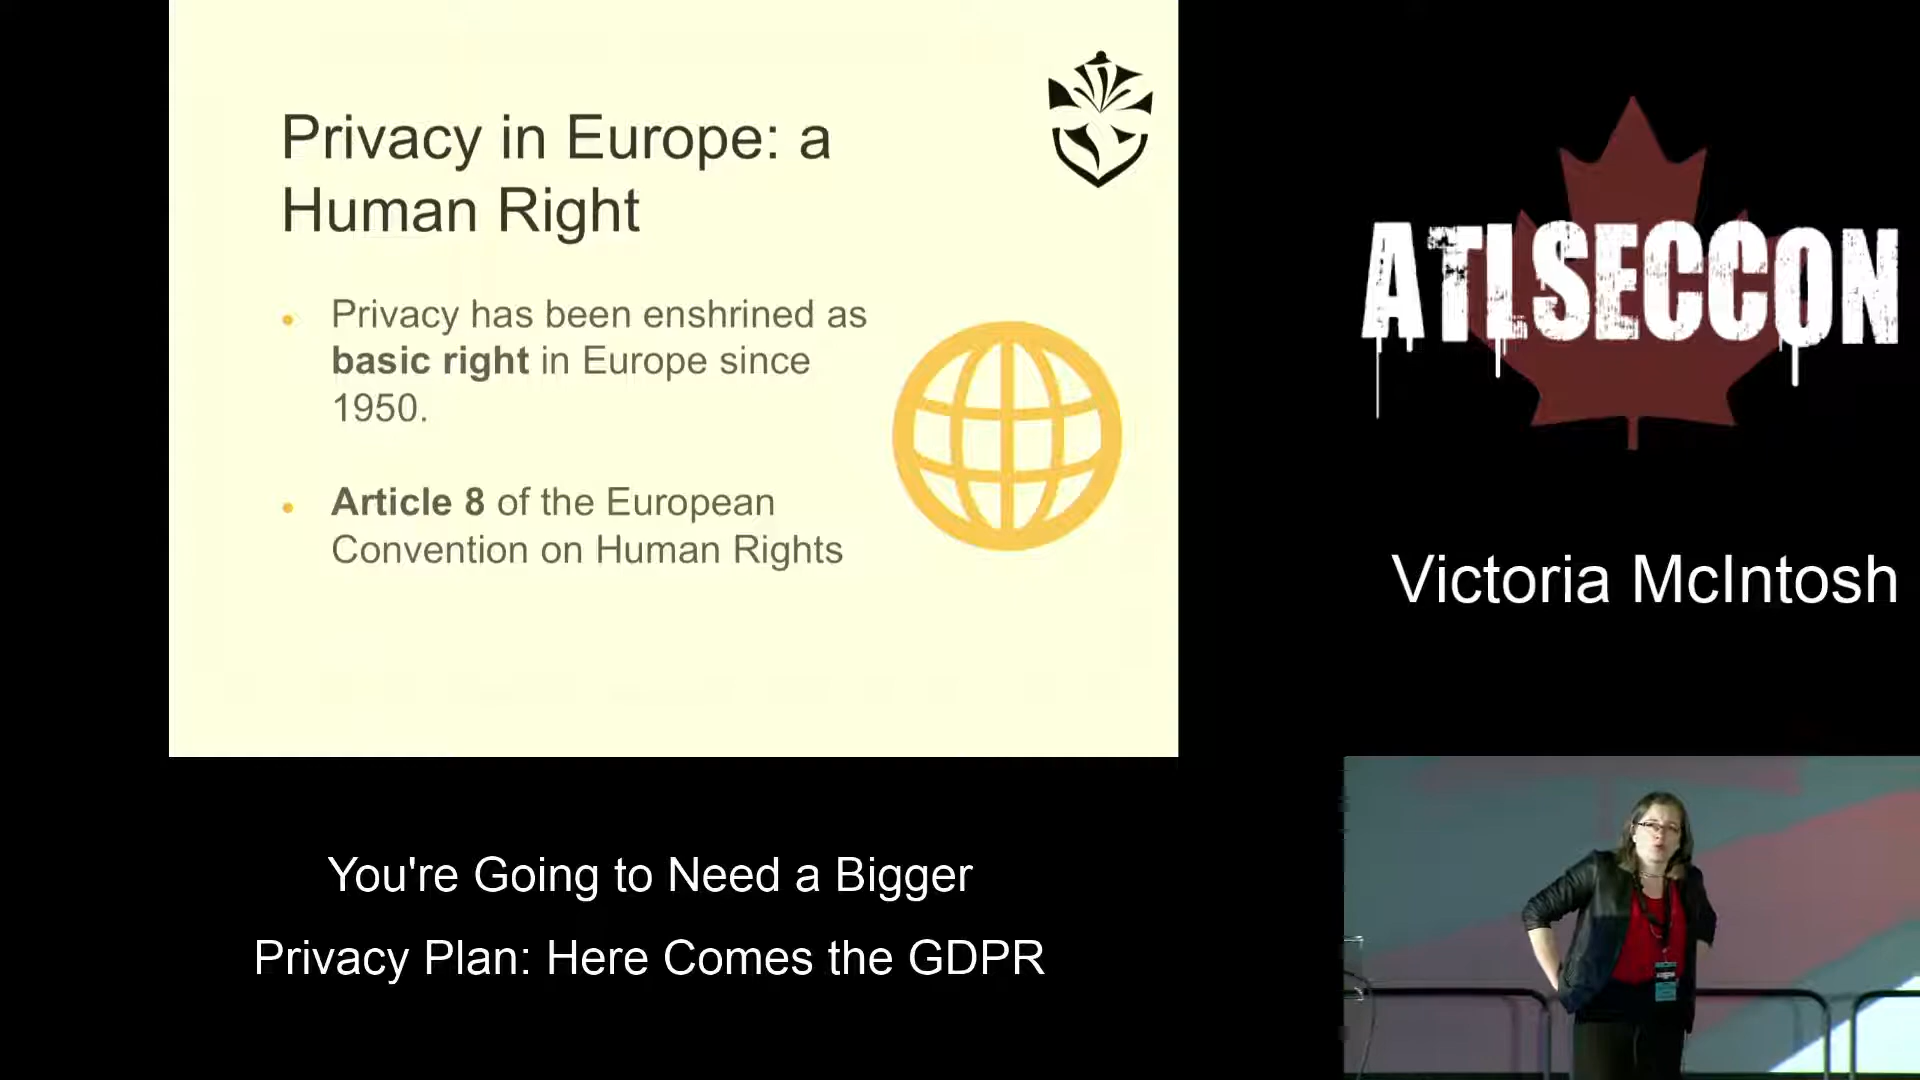 Privacy in Europe: a
Human Right
Privacy has been enshrined as
basic right in Europe since
1950.
Article 8 of the European
Convention on Human Rights
ATLSECCON
Victoria McIntosh
You're Going to Need a Bigger
Privacy Plan: Here Comes the GDPR